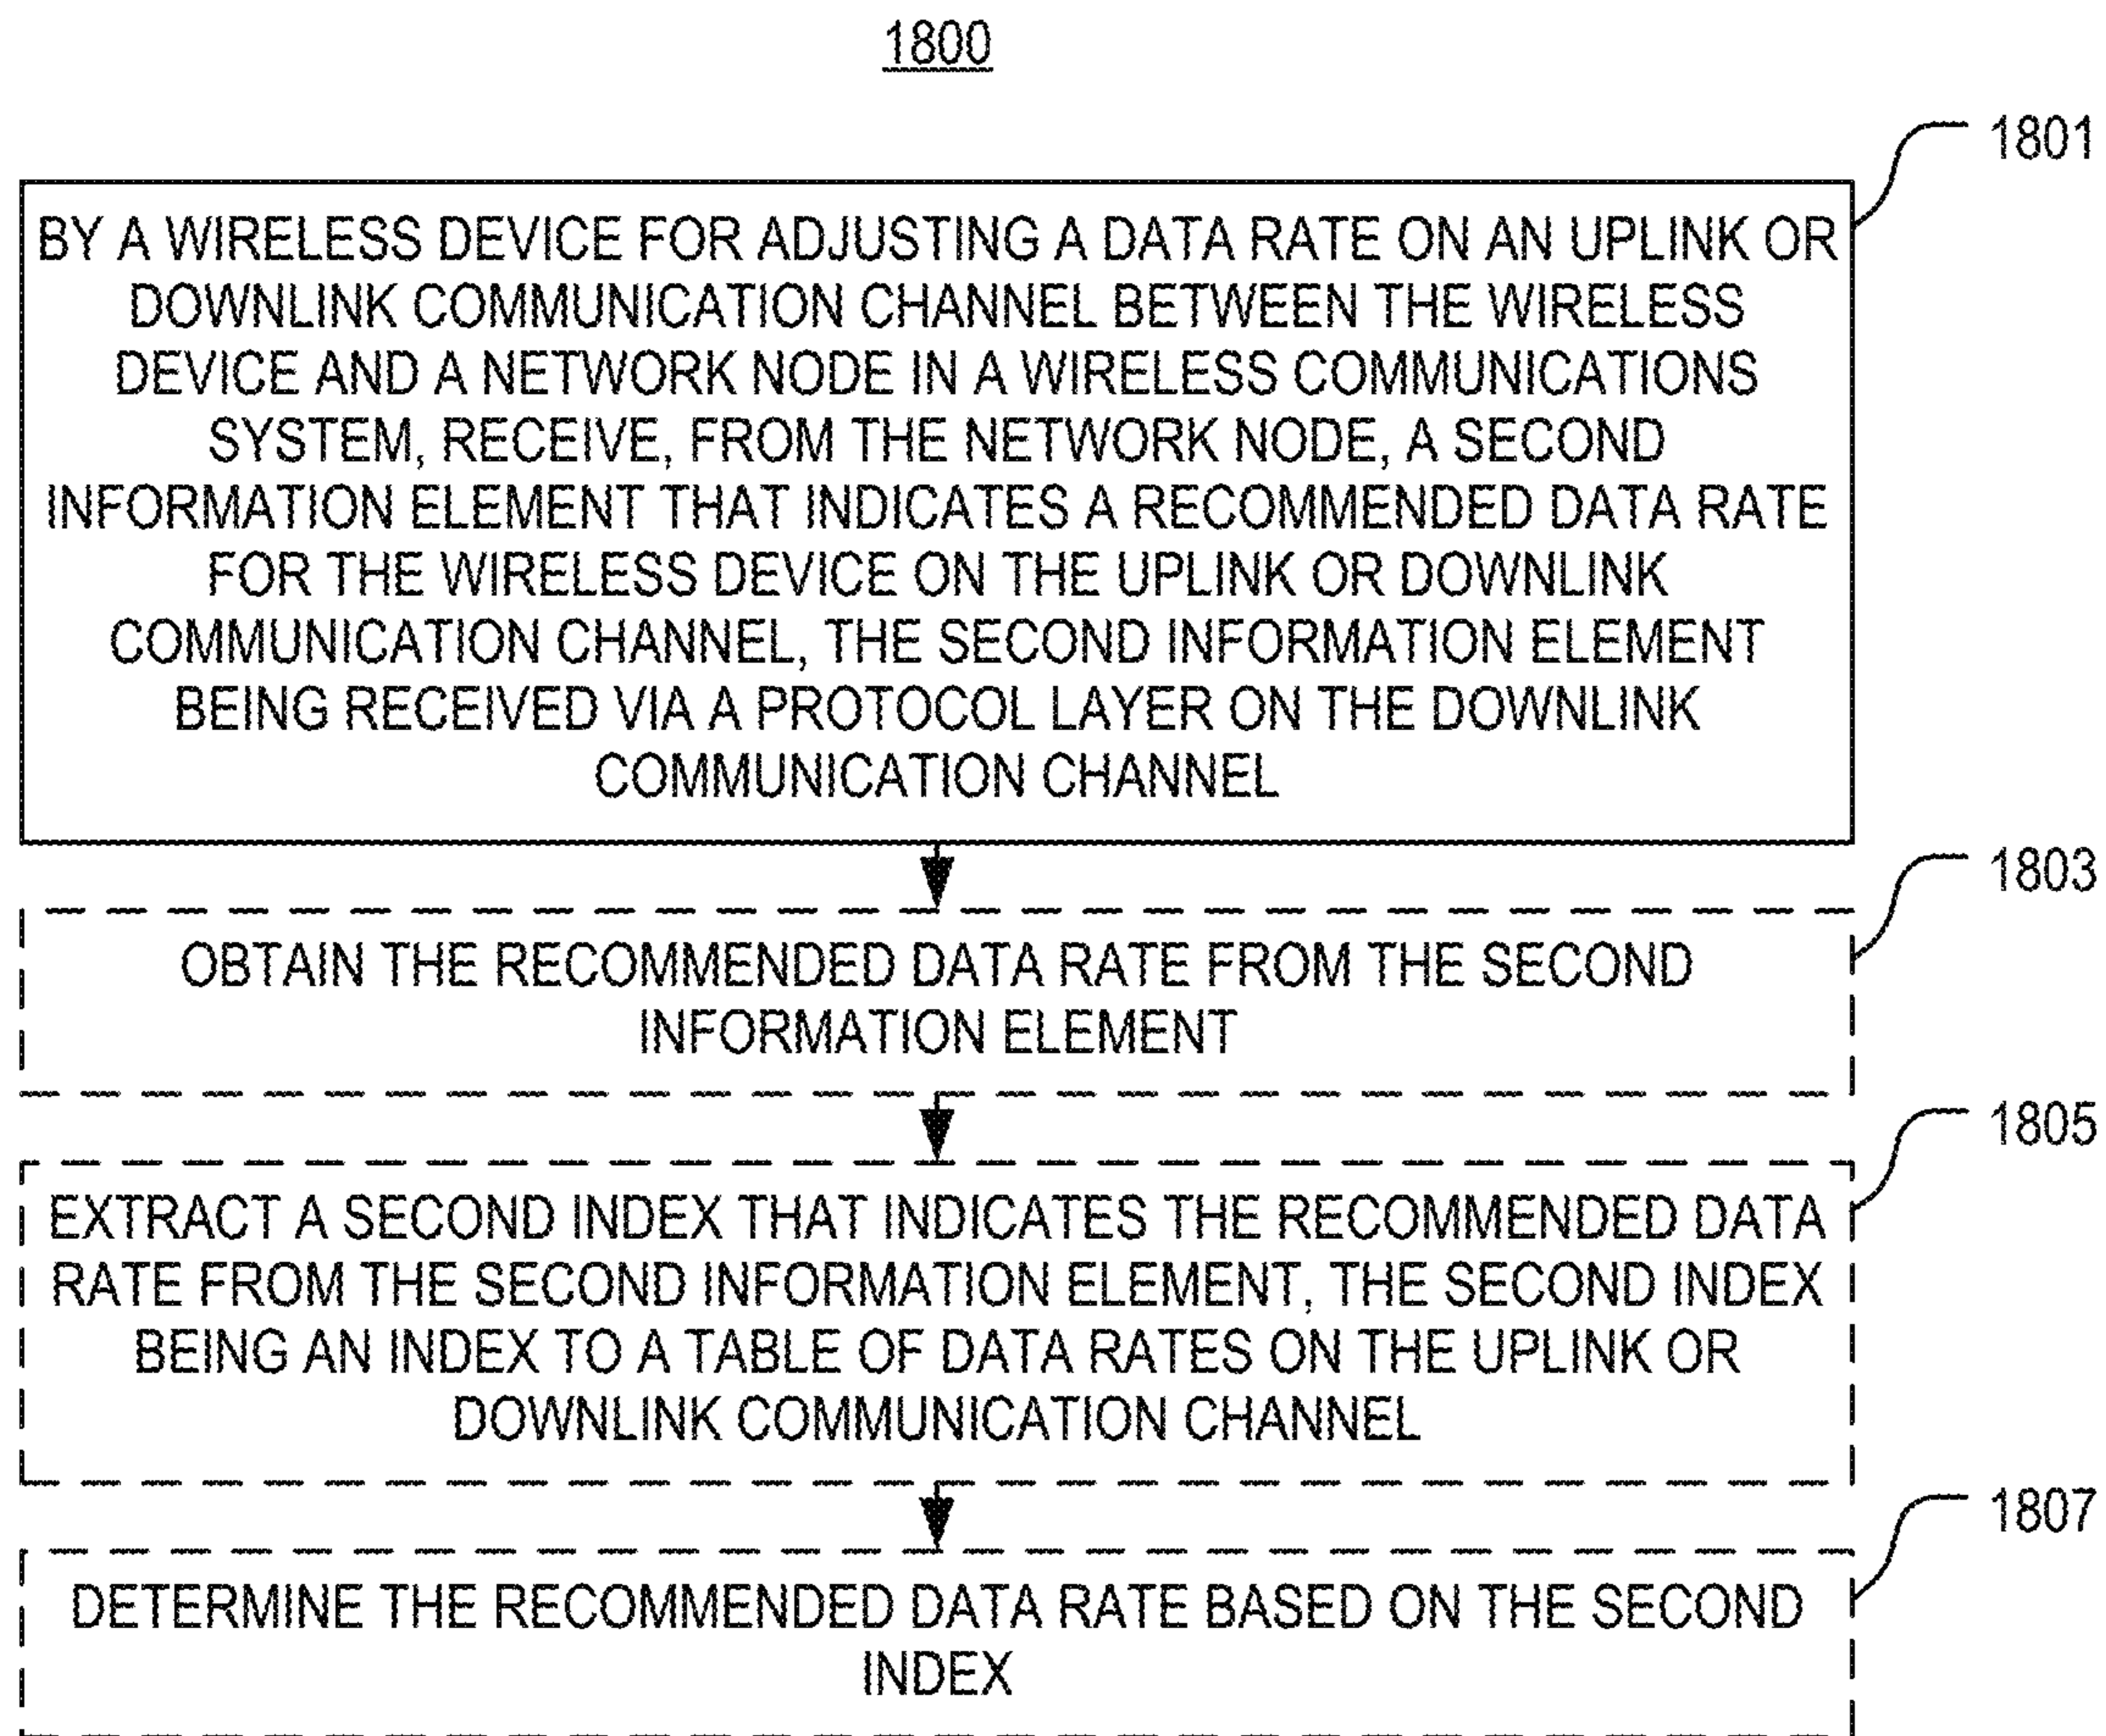 1800
1801
BY A WIRELESS DEVICE FOR ADJUSTING A DATA RATE ON AN UPLINK OR
DOWNLINK COMMUNICATION CHANNEL BETWEEN THE WIRELESS
DEVICE AND A NETWORK NODE IN A WIRELESS COMMUNICATIONS
SYSTEM, RECEIVE, FROM THE NETWORK NODE, A SECOND
INFORMATION ELEMENT THAT INDICATES A RECOMMENDED DATA RATE
FOR THE WIRELESS DEVICE ON THE UPLINK OR DOWNLINK
COMMUNICATION CHANNEL, THE SECOND INFORMATION ELEMENT
BEING RECEIVED VIA A PROTOCOL LAYER ON THE DOWNLINK
COMMUNICATION CHANNEL
1803
OBTAIN THE RECOMMENDED DATA RATE FROM THE SECOND
INFORMATION ELEMENT
1805
EXTRACT A SECOND INDEX THAT INDICATES THE RECOMMENDED DATA
RATE FROM THE SECOND INFORMATION ELEMENT, THE SECOND INDEX
BEING AN INDEX TO A TABLE OF DATA RATES ON THE UPLINK OR
DOWNLINK COMMUNICATION CHANNEL
1807
DETERMINE THE RECOMMENDED DATA RATE BASED ON THE SECOND
INDEX